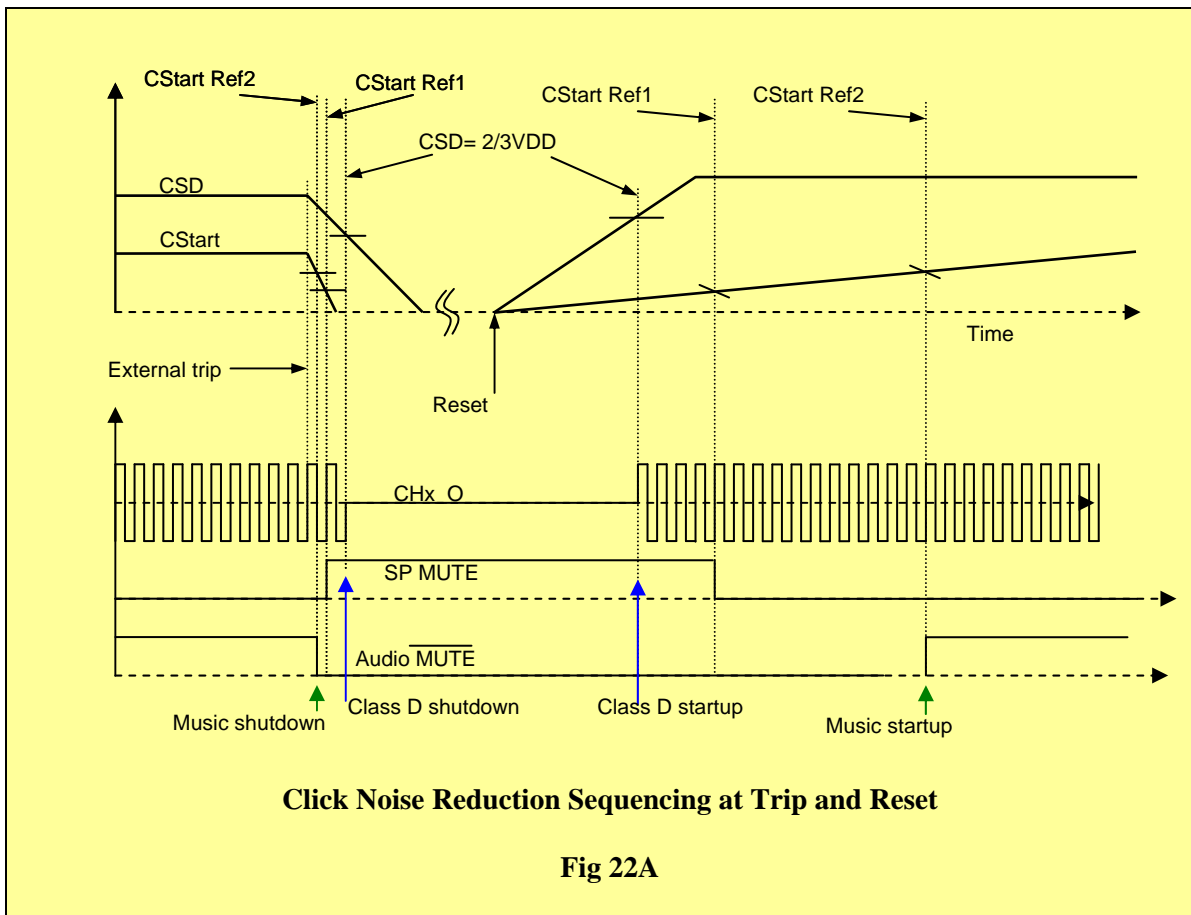 CStart Ref2
CStart Ref1
CStart Ref1
CStart Ref2
CSD= 2/3VDD
CSD
CStart
Time
External trip
Reset
CHx_O
SP MUTE
Audio MUTE
Music shutdown
Class D shutdown
Class D startup
Music startup
Click Noise Reduction Sequencing at Trip and Reset
Fig 22A